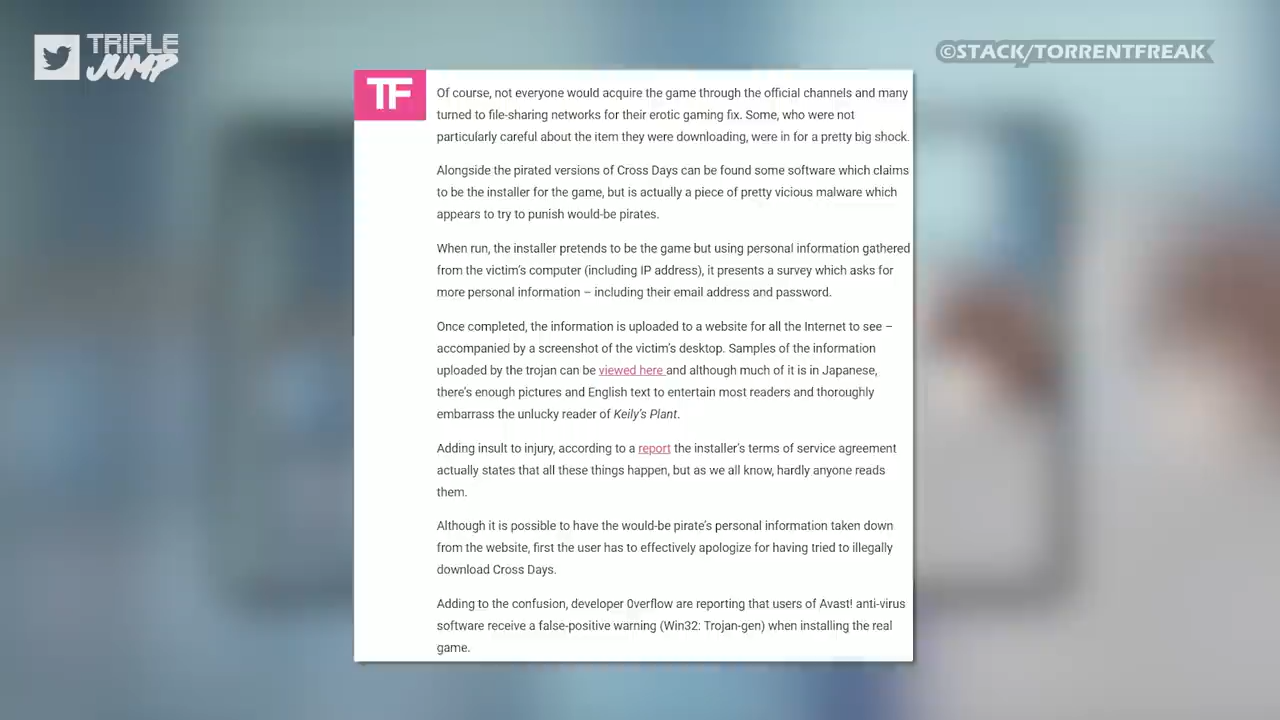 TRIPLE
JUMP
©STACK/TORRENTFREAK
TF
Of course, not everyone would acquire the game through the official channels and many
turned to file-sharing networks for their erotic gaming fix. Some, who were not
particularly careful about the item they were downloading, were in for a pretty big shock.
Alongside the pirated versions of Cross Days can be found some software which claims
to be the installer for the game, but is actually a piece of pretty vicious malware which
appears to try to punish would-be pirates.
When run, the installer pretends to be the game but using personal information gathered
from the victim's computer (including IP address), it presents a survey which asks for
more personal information – including their email address and password.
Once completed, the information is uploaded to a website for all the Internet to see –
accompanied by a screenshot of the victim's desktop. Samples of the information
uploaded by the trojan can be viewed here and although much of it is in Japanese,
there's enough pictures and English text to entertain most readers and thoroughly
embarrass the unlucky reader of Keily's Plant.
Adding insult to injury, according to a report the installer's terms of service agreement
actually states that all these things happen, but as we all know, hardly anyone reads
them.
Although it is possible to have the would-be pirate's personal information taken down
from the website, first the user has to effectively apologize for having tried to illegally
download Cross Days.
Adding to the confusion, developer 0verflow are reporting that users of Avast! anti-virus
software receive a false-positive warning (Win32: Trojan-gen) when installing the real
game.